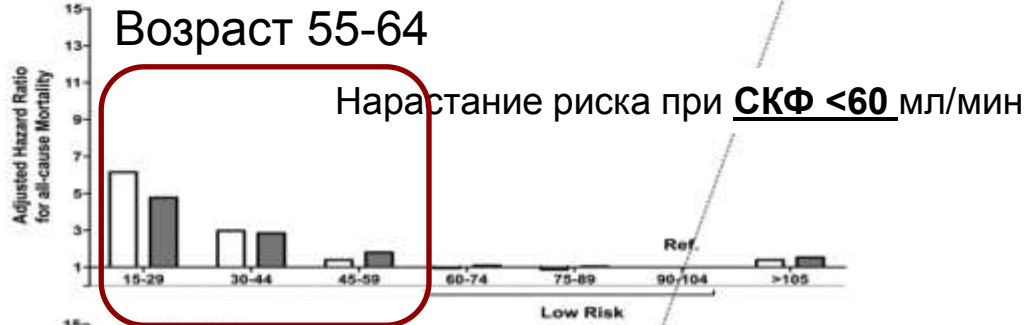 Возраст 55-64
Нарастание риска при СКФ <60 мл/мин
Adjusted Hazard Ratio
for all-cause Mortality
15
13
11
9
7
5
3
1
Ref.
15-29 30-44 45-59 60-74 75-89 90-104 >105
Low Risk
15